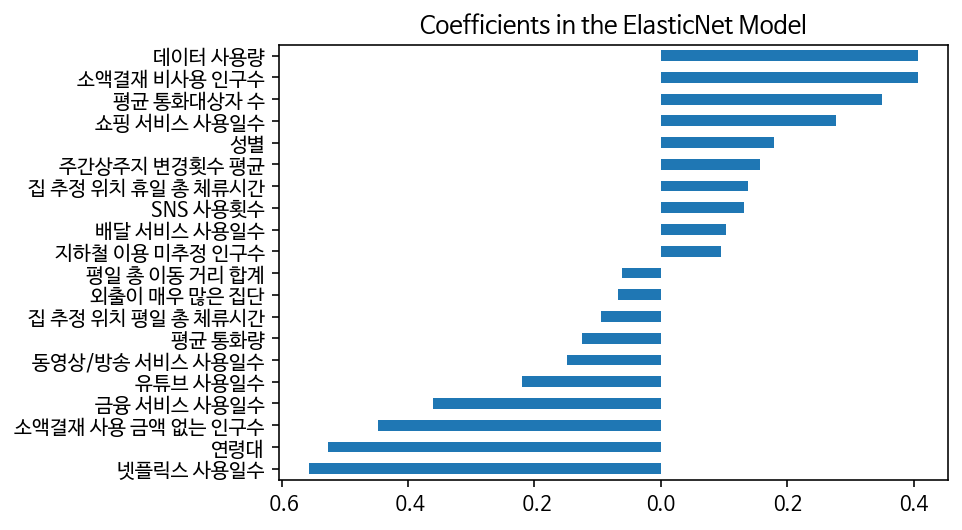 Coefficients in the ElasticNet Model
데이터 사용량
소액결재 비사용 인구수
평균 통화대상자 수
쇼핑 서비스 사용일수
성별
주간상주지 변경횟수 평균
집 추정 위치 휴일 총 체류시간
SNS 사용횟수
배달 서비스 사용일수
지하철 이용 미추정 인구수
평일 총 이동 거리 합계
외출이 매우 많은 집단
집 추정 위치 평일 총 체류시간
평균 통화량
동영상/방송 서비스 사용일수
유튜브 사용일수
금융 서비스 사용일수
소액결재 사용 금액 없는 인구수
연령대
넷플릭스 사용일수
0.6 0.4 0.2 0.0 0.2 0.4